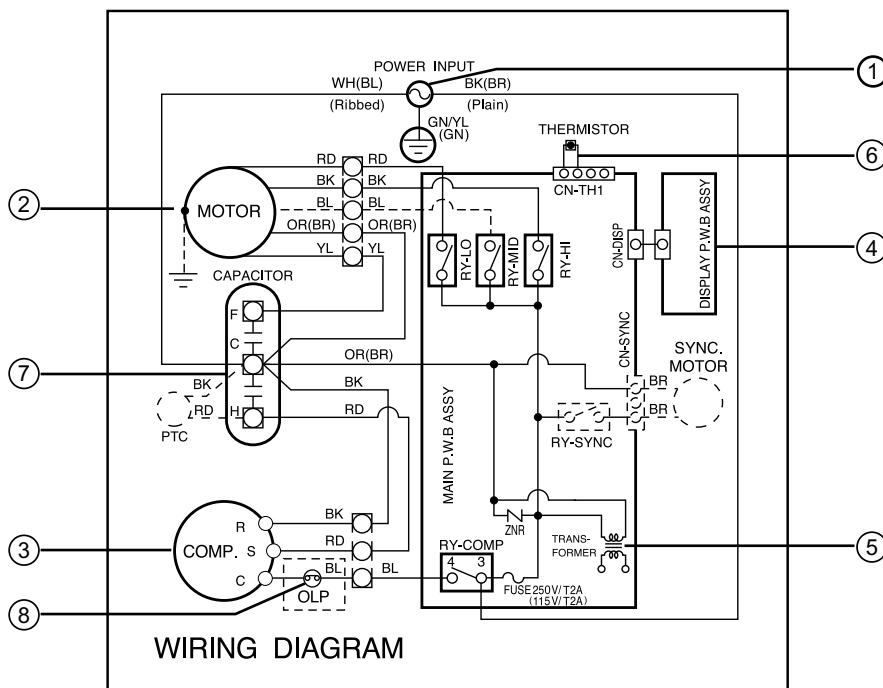 POWER INPUT
WH(BL)
BK(BR)
1
(Ribbed)
(Plain)
GN/YL
(GN)
THERMISTOR
6
CN-TH1
RD
RD
BK
BK
2
MOTOR
BL
BL
OR(BR)
OR(BR)
YL
YL
RY-LO
RY-MID
RY-HI
CN-DISP
DISPLAY P.W.B ASSY
4
CAPACITOR
F
C
H
7
BK
RD
PTC
OR(BR)
BK
RD
MAIN P.W.B ASSY
CN-SYNC
SYNC.
MOTOR
BR
BR
RY-SYNC
3
COMP.
R
S
C
BK
RD
BL
BL
OLP
8
RY-COMP
4
3
ZNR
TRANS-
FORMER
5
FUSE 250V/T2A
(115V/T2A)
WIRING DIAGRAM